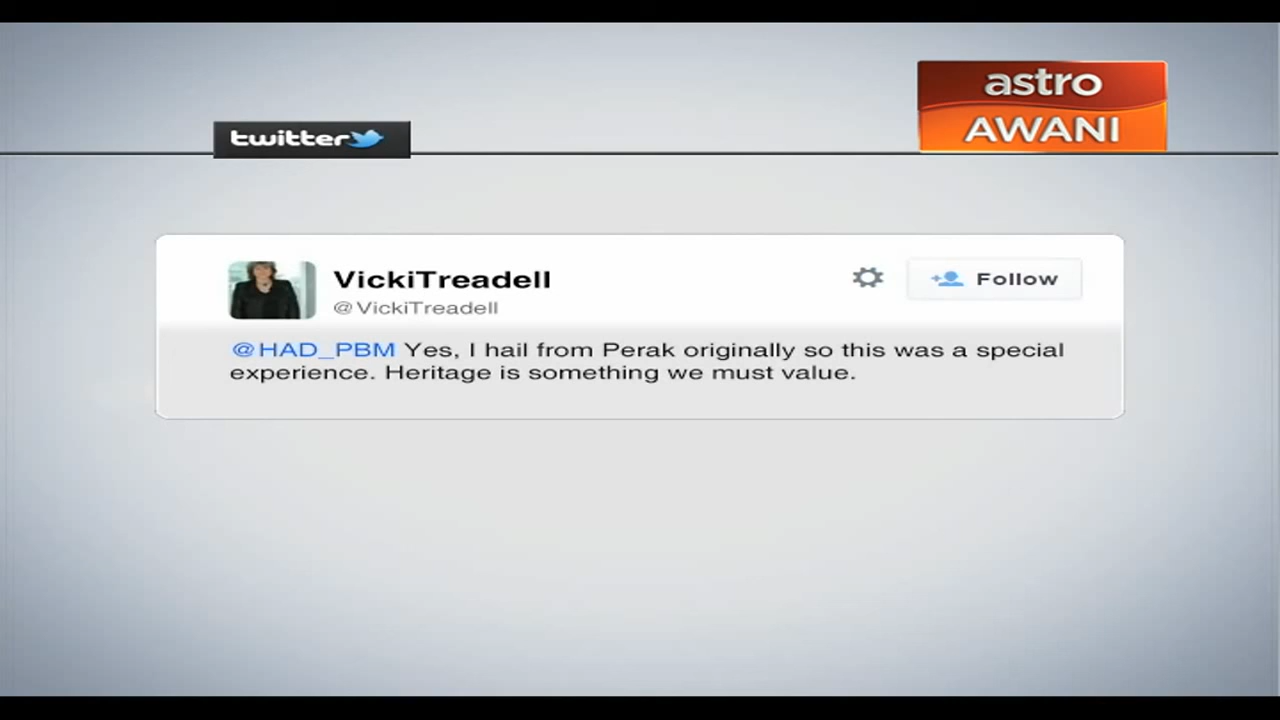 astro
AWANI
twitter
VickiTreadell
@VickiTreadell
Follow
@HAD_PBM Yes, I hail from Perak originally so this was a special
experience. Heritage is something we must value.